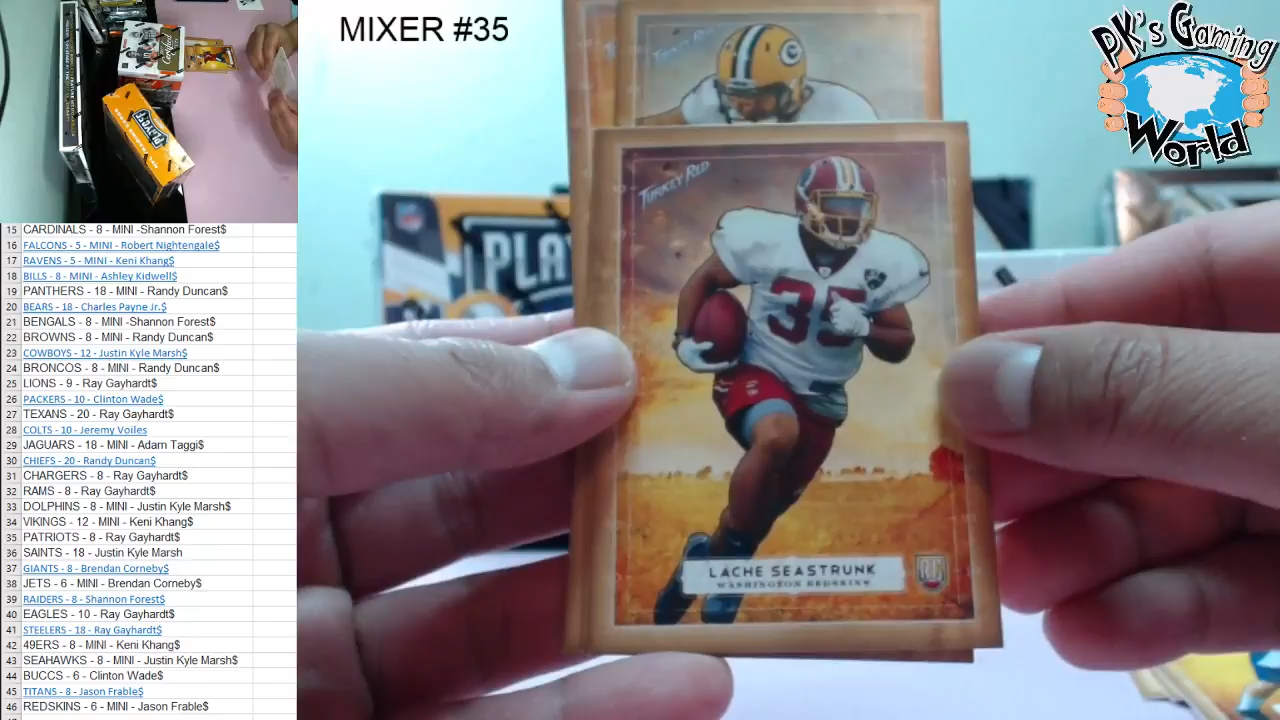 MIXER #35
PK's Gaming
World
15 CARDINALS - 8 - MINI -Shannon Forest$
16 FALCONS - 5 - MINI - Robert Nightengale$
17 RAVENS - 5 - MINI - Keni Khang$
18 BILLS - 8 - MINI - Ashley Kidwell$
19 PANTHERS - 18 - MINI - Randy Duncan$
20 BEARS - 18 - Charles Payne Jr.$
21 BENGALS - 8 - MINI -Shannon Forest$
22 BROWNS - 8 - MINI - Randy Duncan$
23 COWBOYS - 12 - Justin Kyle Marsh$
24 BRONCOS - 8 - MINI - Randy Duncan$
25 LIONS - 9 - Ray Gayhardt$
26 PACKERS - 10 - Clinton Wade$
27 TEXANS - 20 - Ray Gayhardt$
28 COLTS - 10 - Jeremy Voiles
29 JAGUARS - 18 - MINI - Adam Taggi$
30 CHIEFS - 20 - Randy Duncan$
31 CHARGERS - 8 - Ray Gayhardt$
32 RAMS - 8 - Ray Gayhardt$
33 DOLPHINS - 8 - MINI - Justin Kyle Marsh$
34 VIKINGS - 12 - MINI - Keni Khang$
35 PATRIOTS - 8 - Ray Gayhardt$
36 SAINTS - 18 - Justin Kyle Marsh
37 GIANTS - 8 - Brendan Corneby$
38 JETS - 6 - MINI - Brendan Corneby$
39 RAIDERS - 8 - Shannon Forest$
40 EAGLES - 10 - Ray Gayhardt$
41 STEELERS - 18 - Ray Gayhardt$
42 49ERS - 8 - MINI - Keni Khang$
43 SEAHAWKS - 8 - MINI - Justin Kyle Marsh$
44 BUCCS - 6 - Clinton Wade$
45 TITANS - 8 - Jason Frable$
46 REDSKINS - 6 - MINI - Jason Frable$
TURKEY RED
G
TURKEY RED
35
LACHE SEASTRUNK
WASHINGTON REDSKINS
NFL
PLAY